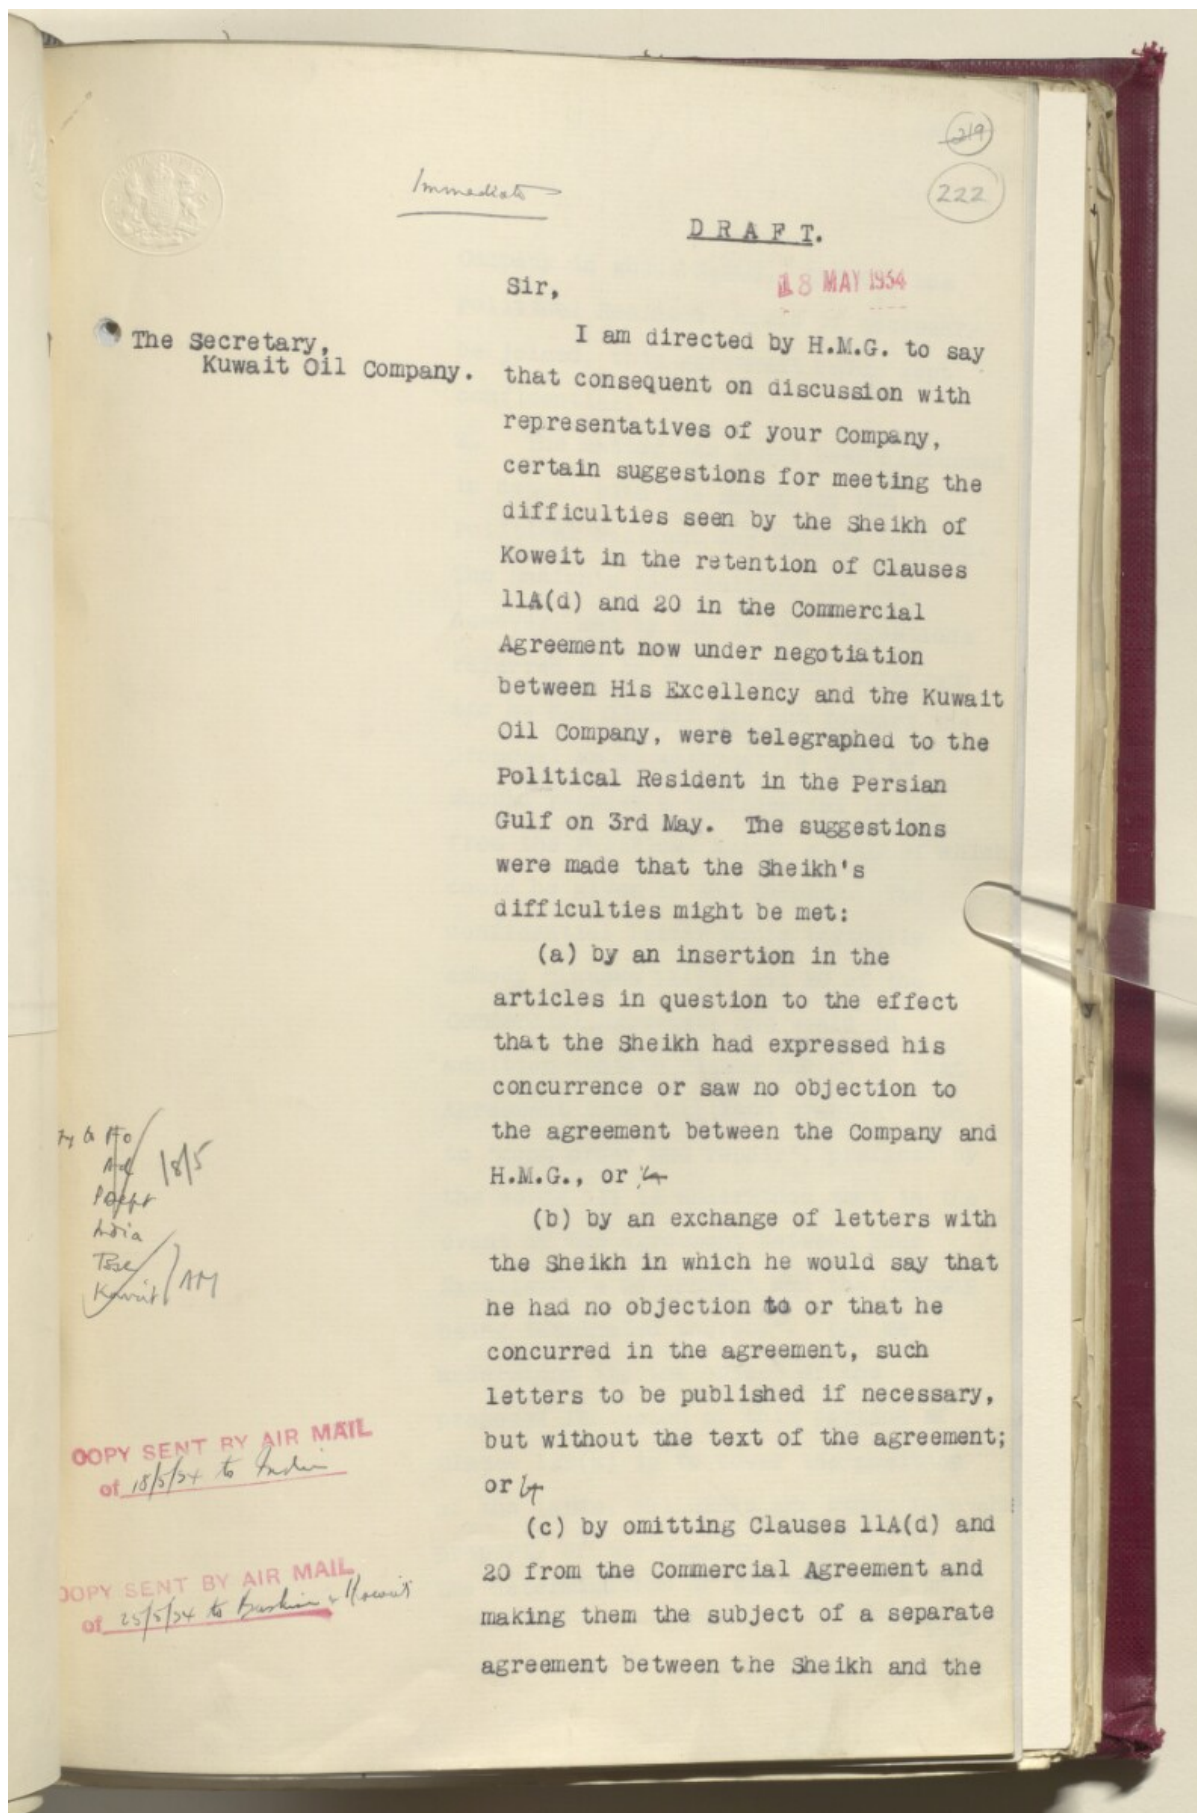 219
222
Immediate
DRAFT.
Sir,
18 MAY 1934
The Secretary,
Kuwait Oil Company.
I am directed by H.M.G. to say
that consequent on discussion with
representatives of your Company,
certain suggestions for meeting the
difficulties seen by the Sheikh of
Koweit in the retention of Clauses
11A(d) and 20 in the Commercial
Agreement now under negotiation
between His Excellency and the Kuwait
Oil Company, were telegraphed to the
Political Resident in the Persian
Gulf on 3rd May. The suggestions
were made that the Sheikh's
difficulties might be met:
(a) by an insertion in the
articles in question to the effect
that the Sheikh had expressed his
concurrence or saw no objection to
the agreement between the Company and
H.M.G., or
(b) by an exchange of letters with
the Sheikh in which he would say that
he had no objection to or that he
concurred in the agreement, such
letters to be published if necessary,
but without the text of the agreement;
or
(c) by omitting Clauses 11A(d) and
20 from the Commercial Agreement and
making them the subject of a separate
agreement between the Sheikh and the
18/5
India
Kuwait
COPY SENT BY AIR MAIL
of 18/5/34 to India
COPY SENT BY AIR MAIL
of 25/5/34 to Bushire & Koweit